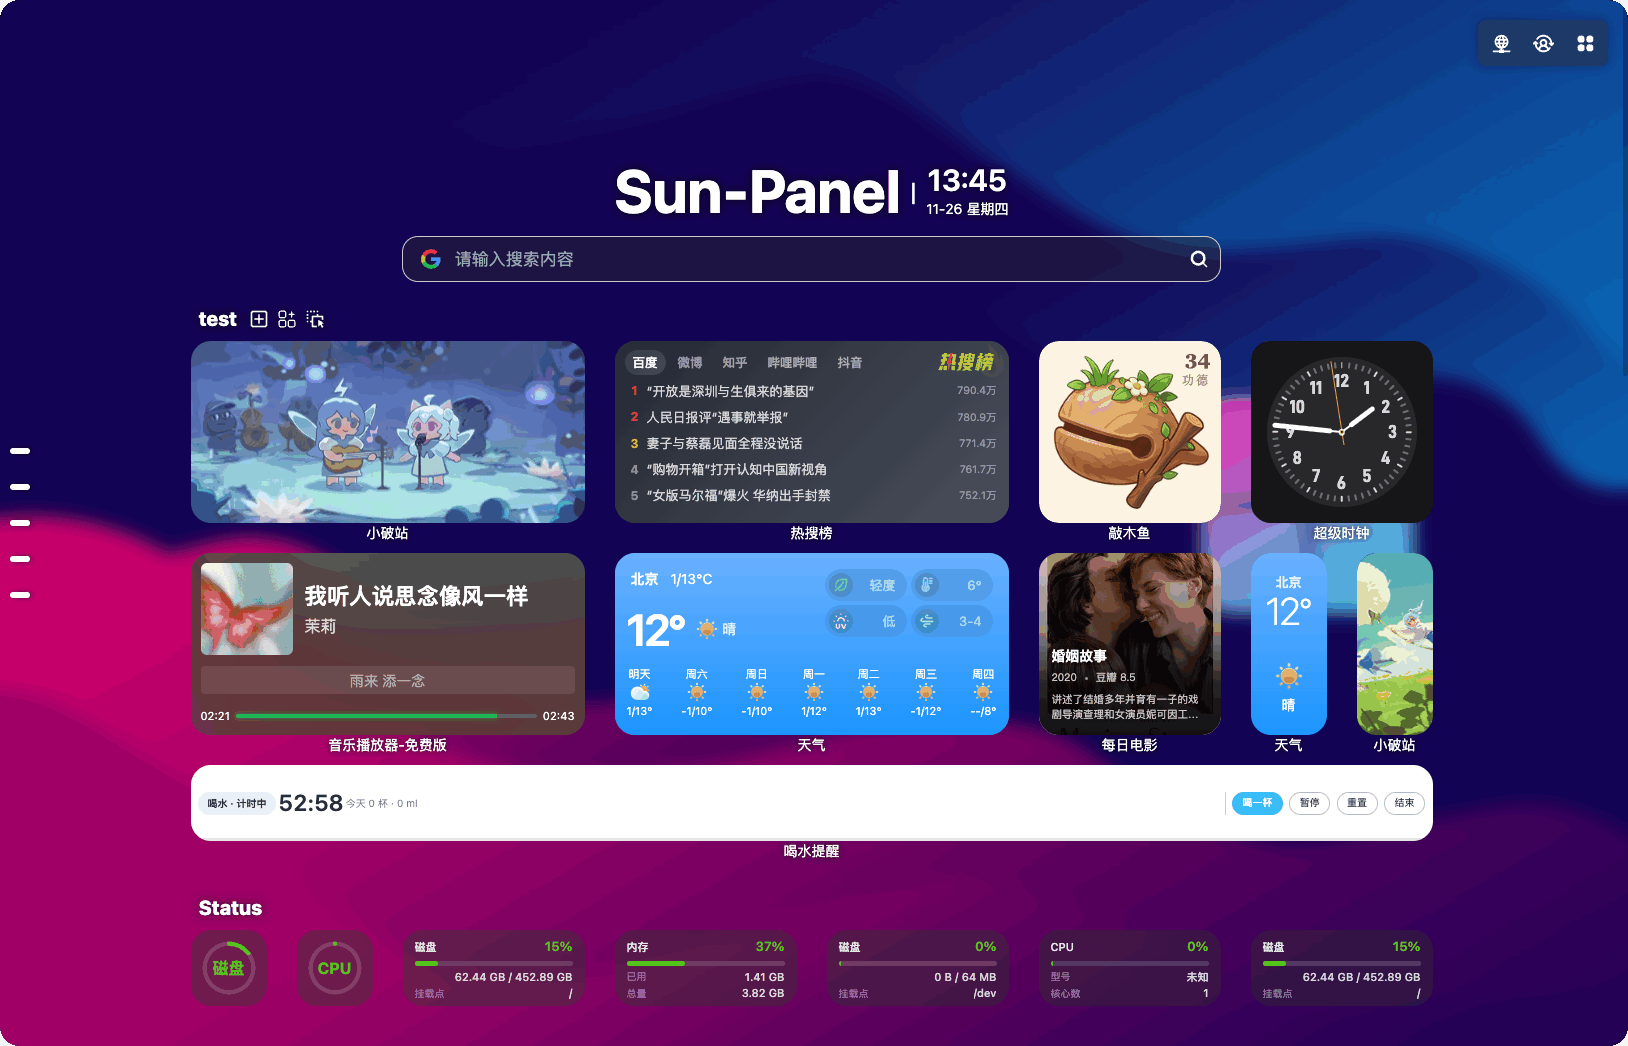 Sun-Panel
13:45
11-26 星期四
请输入搜索内容
test
百度 微博 知乎 哔哩哔哩 抖音 热搜榜
1 “开放是深圳与生俱来的基因” 790.4万
2 人民日报评“遇事就举报” 780.9万
3 妻子与蔡磊见面全程没说话 771.4万
4 “购物开箱”打开认知中国新视角 761.7万
5 “女版马尔福”爆火 华纳出手封禁 752.1万
34
功德
11 12 1
10 2
9 3
8 4
7 6 5
小破站
热搜榜
敲木鱼
超级时钟
我听人说思念像风一样
茉莉
雨来 添一念
02:21 02:43
音乐播放器-免费版
北京 1/13°C
轻度 6°
12° 晴
UV 低 3-4
明天 周六 周日 周一 周二 周三 周四
1/13° -1/10° -1/10° 1/12° 1/13° -1/12° --/8°
天气
婚姻故事
2020 • 豆瓣 8.5
讲述了结婚多年并育有一子的戏
剧导演查理和女演员妮可因工...
每日电影
北京
12°
晴
天气
小破站
喝水 · 计时中 52:58 今天 0 杯 · 0 ml 喝一杯 暂停 重置 结束
喝水提醒
Status
磁盘
CPU
磁盘 15%
62.44 GB / 452.89 GB
挂载点 /
内存 37%
已用 1.41 GB
总量 3.82 GB
磁盘 0%
0 B / 64 MB
挂载点 /dev
CPU 0%
型号 未知
核心数 1
磁盘 15%
62.44 GB / 452.89 GB
挂载点 /